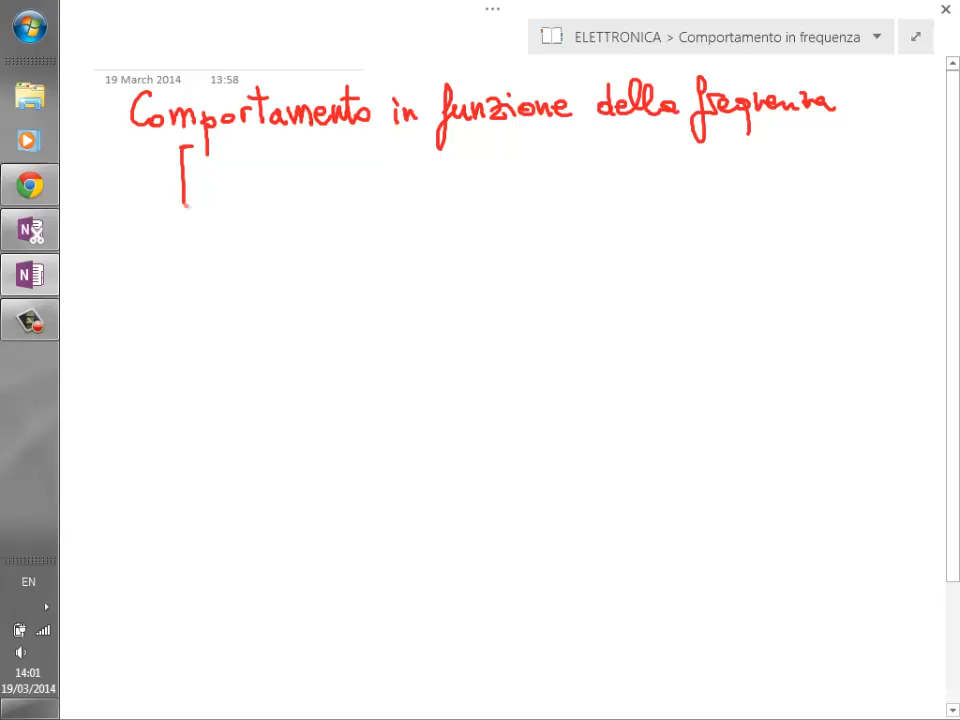 ELETTRONICA > Comportamento in frequenza
19 March 2014 13:58
Comportamento in funzione della frequenza
EN
14:01
19/03/2014